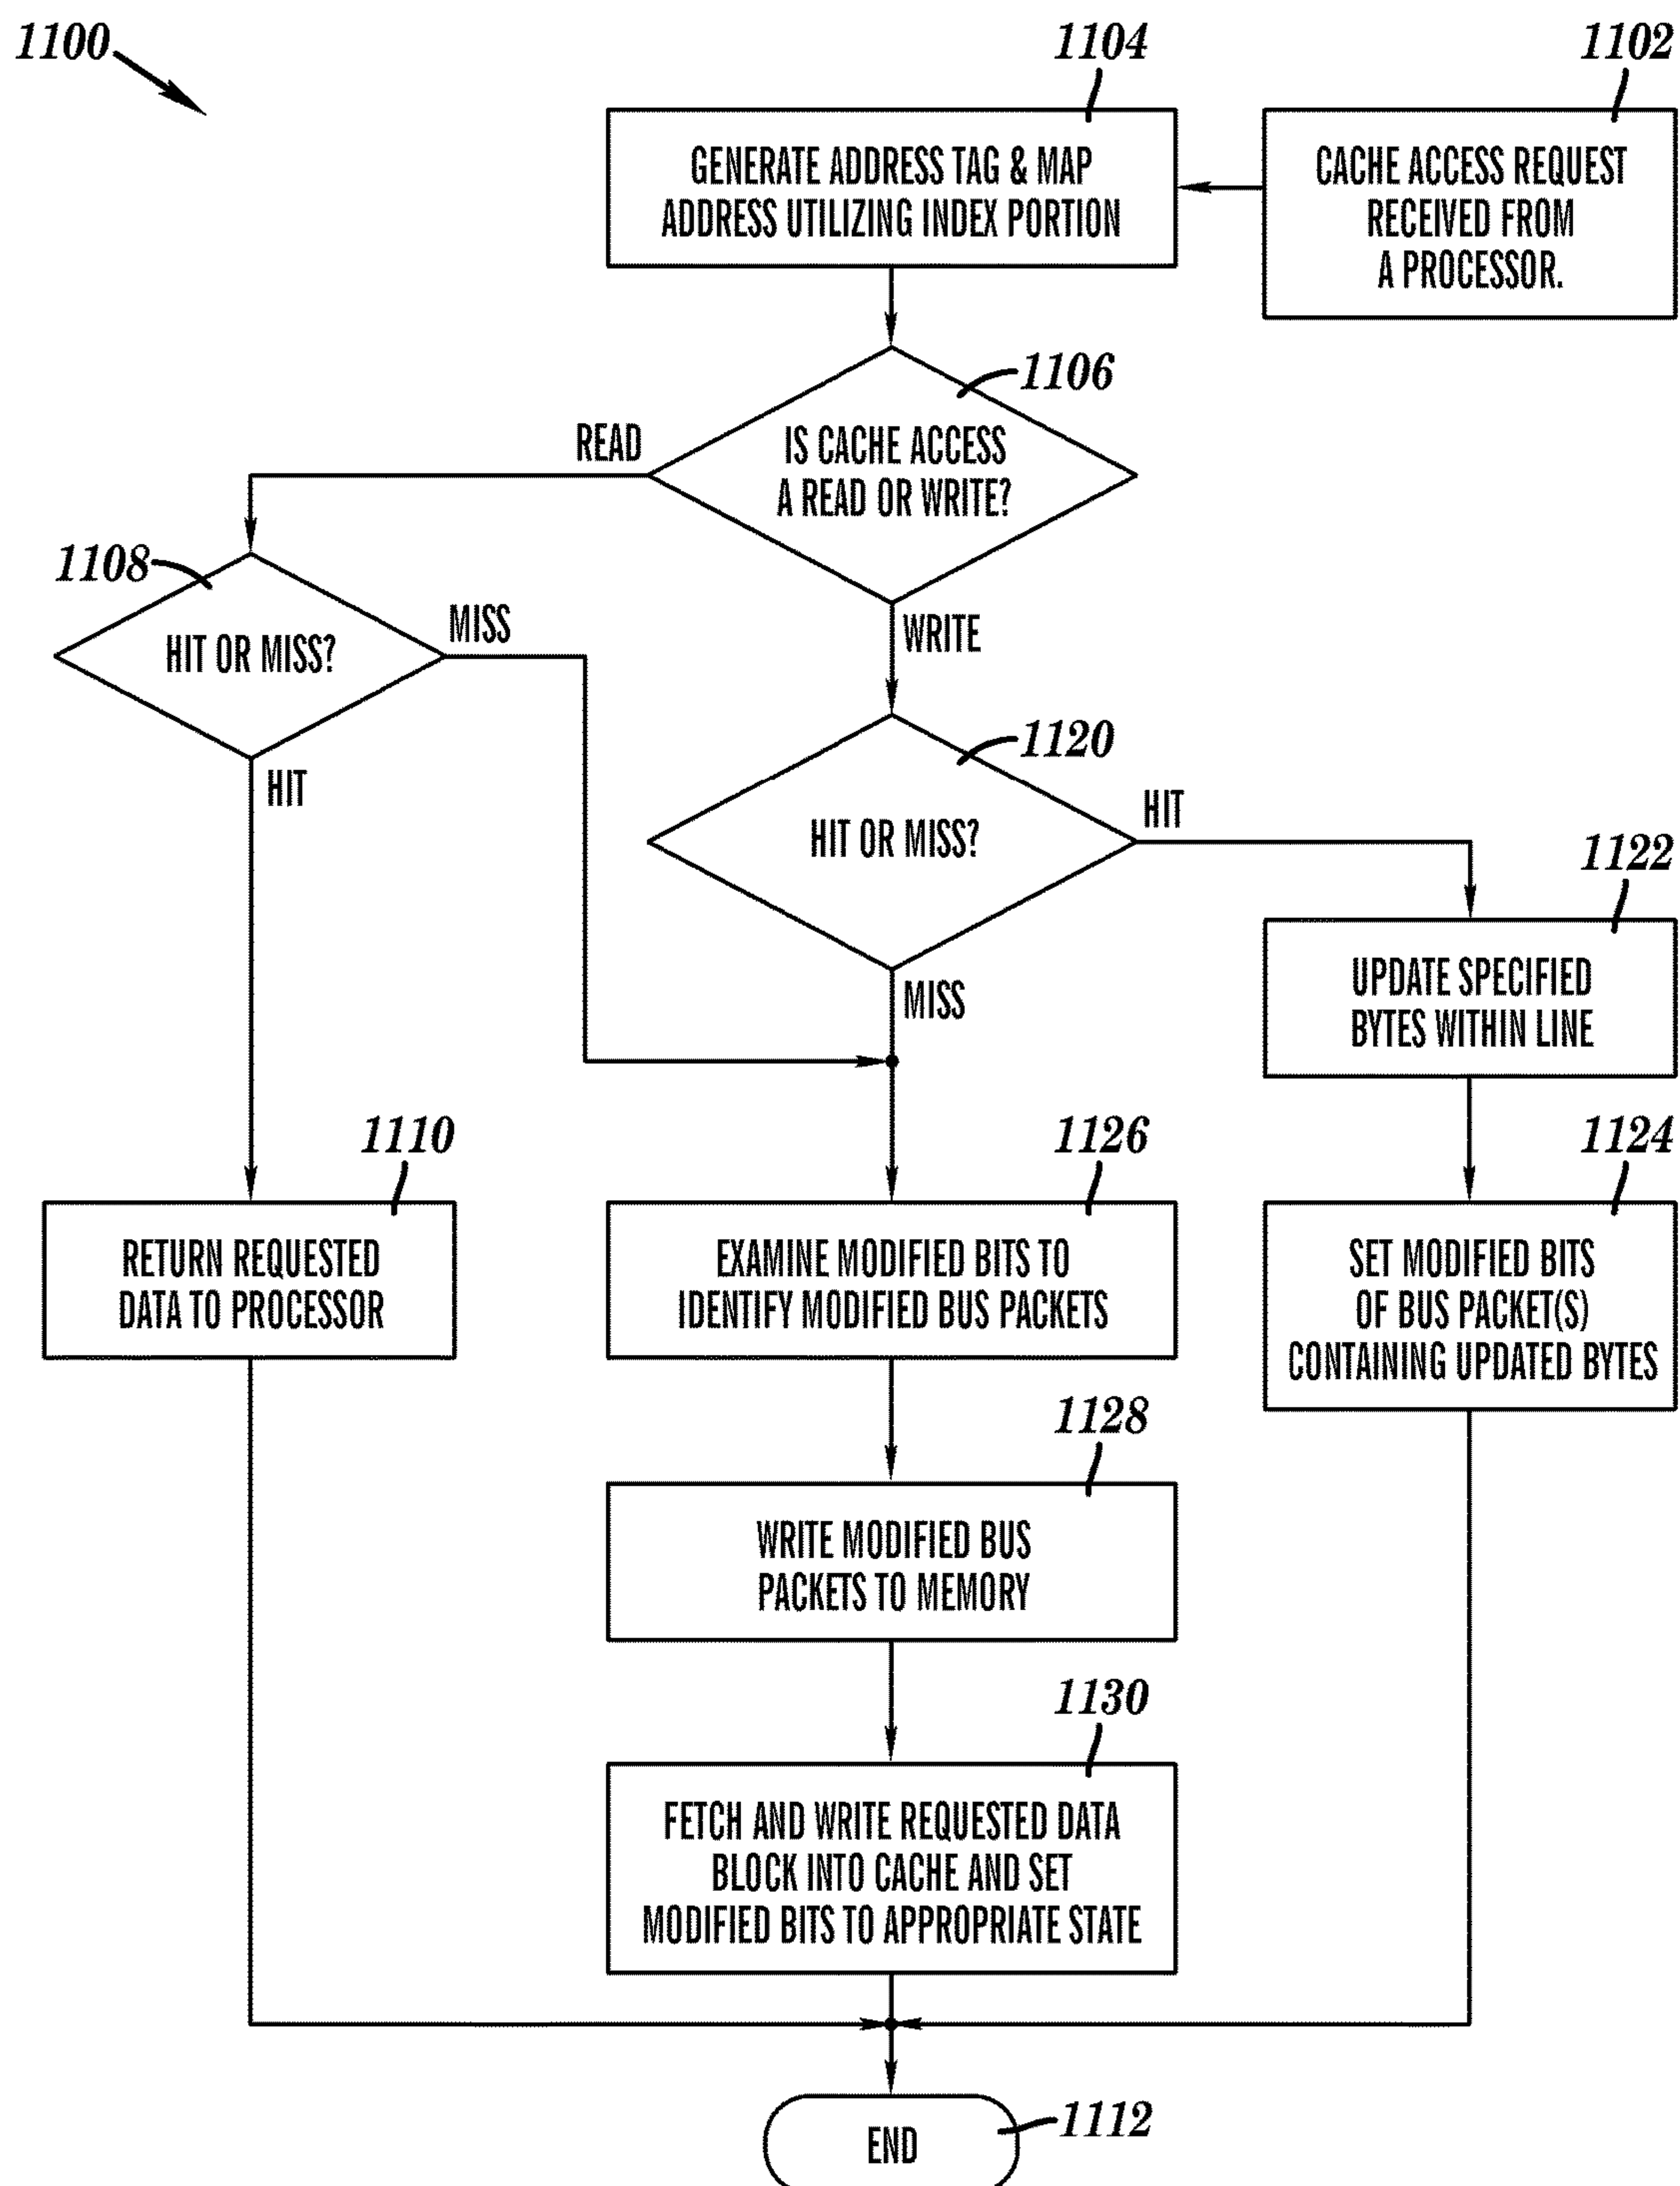 1100
1104
1102
GENERATE ADDRESS TAG & MAP
ADDRESS UTILIZING INDEX PORTION
CACHE ACCESS REQUEST
RECEIVED FROM
A PROCESSOR.
1106
READ
IS CACHE ACCESS
A READ OR WRITE?
1108
MISS
WRITE
HIT OR MISS?
HIT
1120
HIT
HIT OR MISS?
1122
MISS
UPDATE SPECIFIED
BYTES WITHIN LINE
1110
1126
1124
RETURN REQUESTED
DATA TO PROCESSOR
EXAMINE MODIFIED BITS TO
IDENTIFY MODIFIED BUS PACKETS
SET MODIFIED BITS
OF BUS PACKET(S)
CONTAINING UPDATED BYTES
1128
WRITE MODIFIED BUS
PACKETS TO MEMORY
1130
FETCH AND WRITE REQUESTED DATA
BLOCK INTO CACHE AND SET
MODIFIED BITS TO APPROPRIATE STATE
1112
END